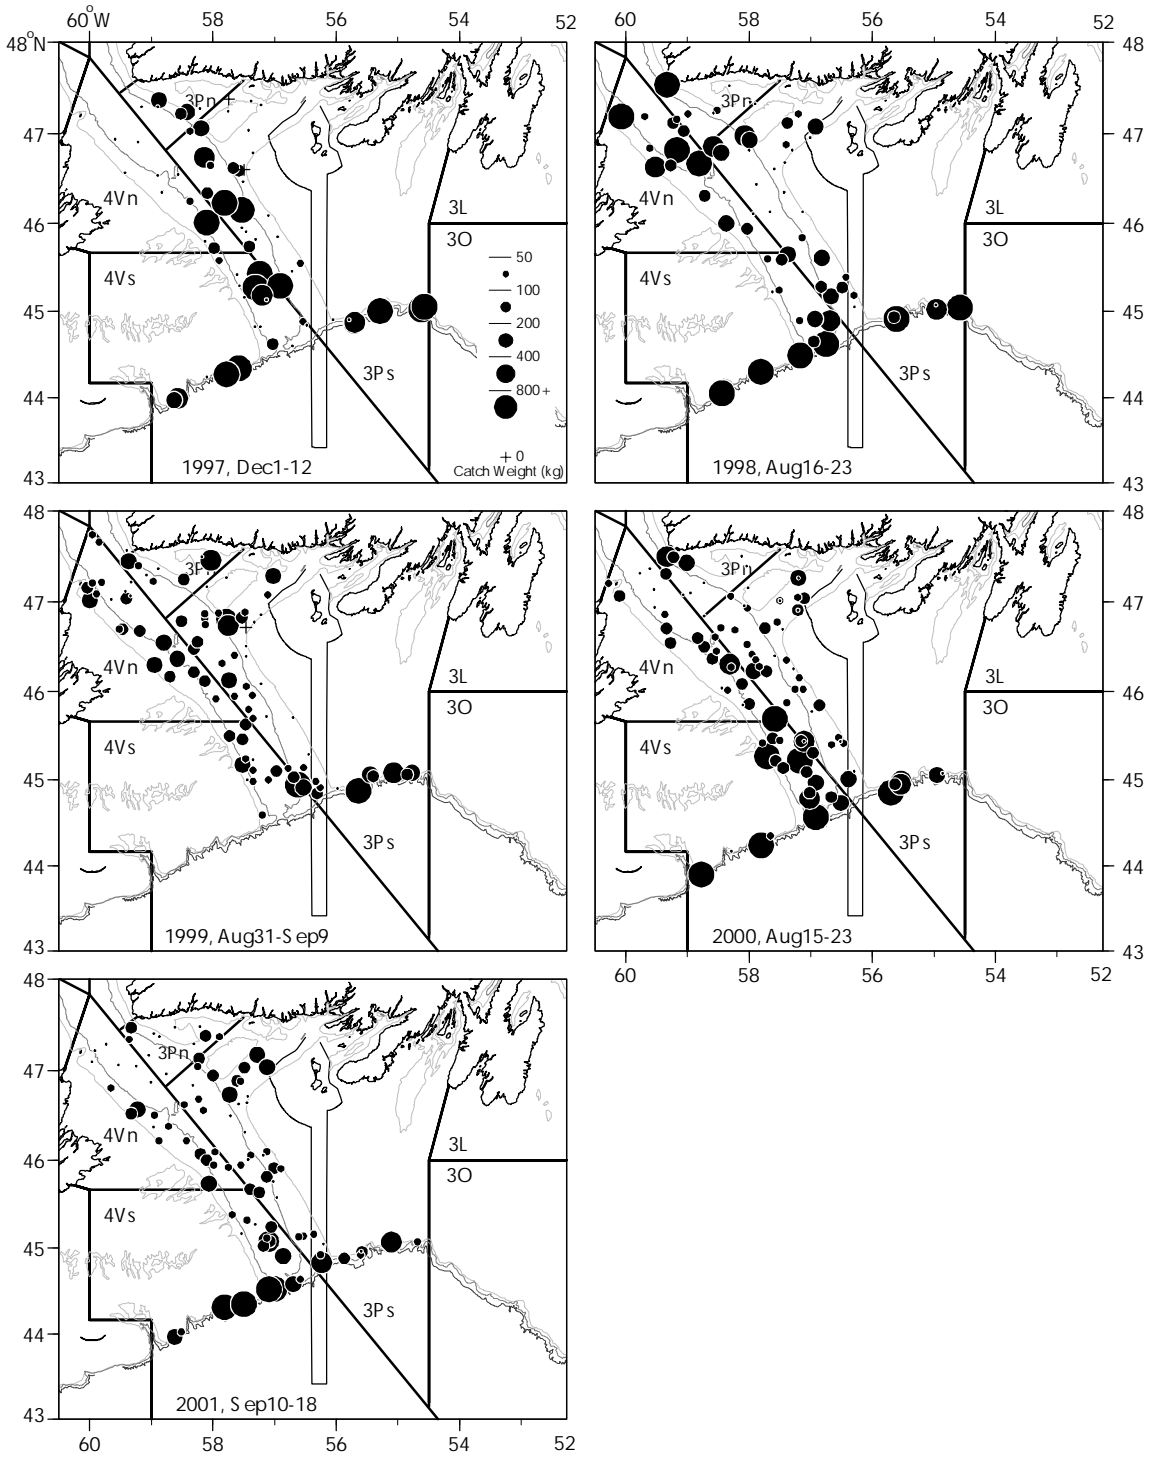 60°W 58 56 54 52
60 58 56 54 52
48°N
48
3Pn
3Pn
47
47
4Vn
3L
4Vn
3L
46
46
3O
3O
4Vs
50
4Vs
100
45
45
200
400
3Ps
3Ps
800+
44
44
0
1997, Dec1-12
Catch Weight (kg)
1998, Aug16-23
43
43
48
48
3Pn
3Pn
47
47
4Vn
3L
4Vn
3L
46
46
3O
3O
4Vs
4Vs
45
45
3Ps
3Ps
44
44
1999, Aug31-Sep9
2000, Aug15-23
43
43
60 58 56 54 52
48
3Pn
47
4Vn
3L
46
3O
4Vs
45
3Ps
44
2001, Sep10-18
43
60 58 56 54 52